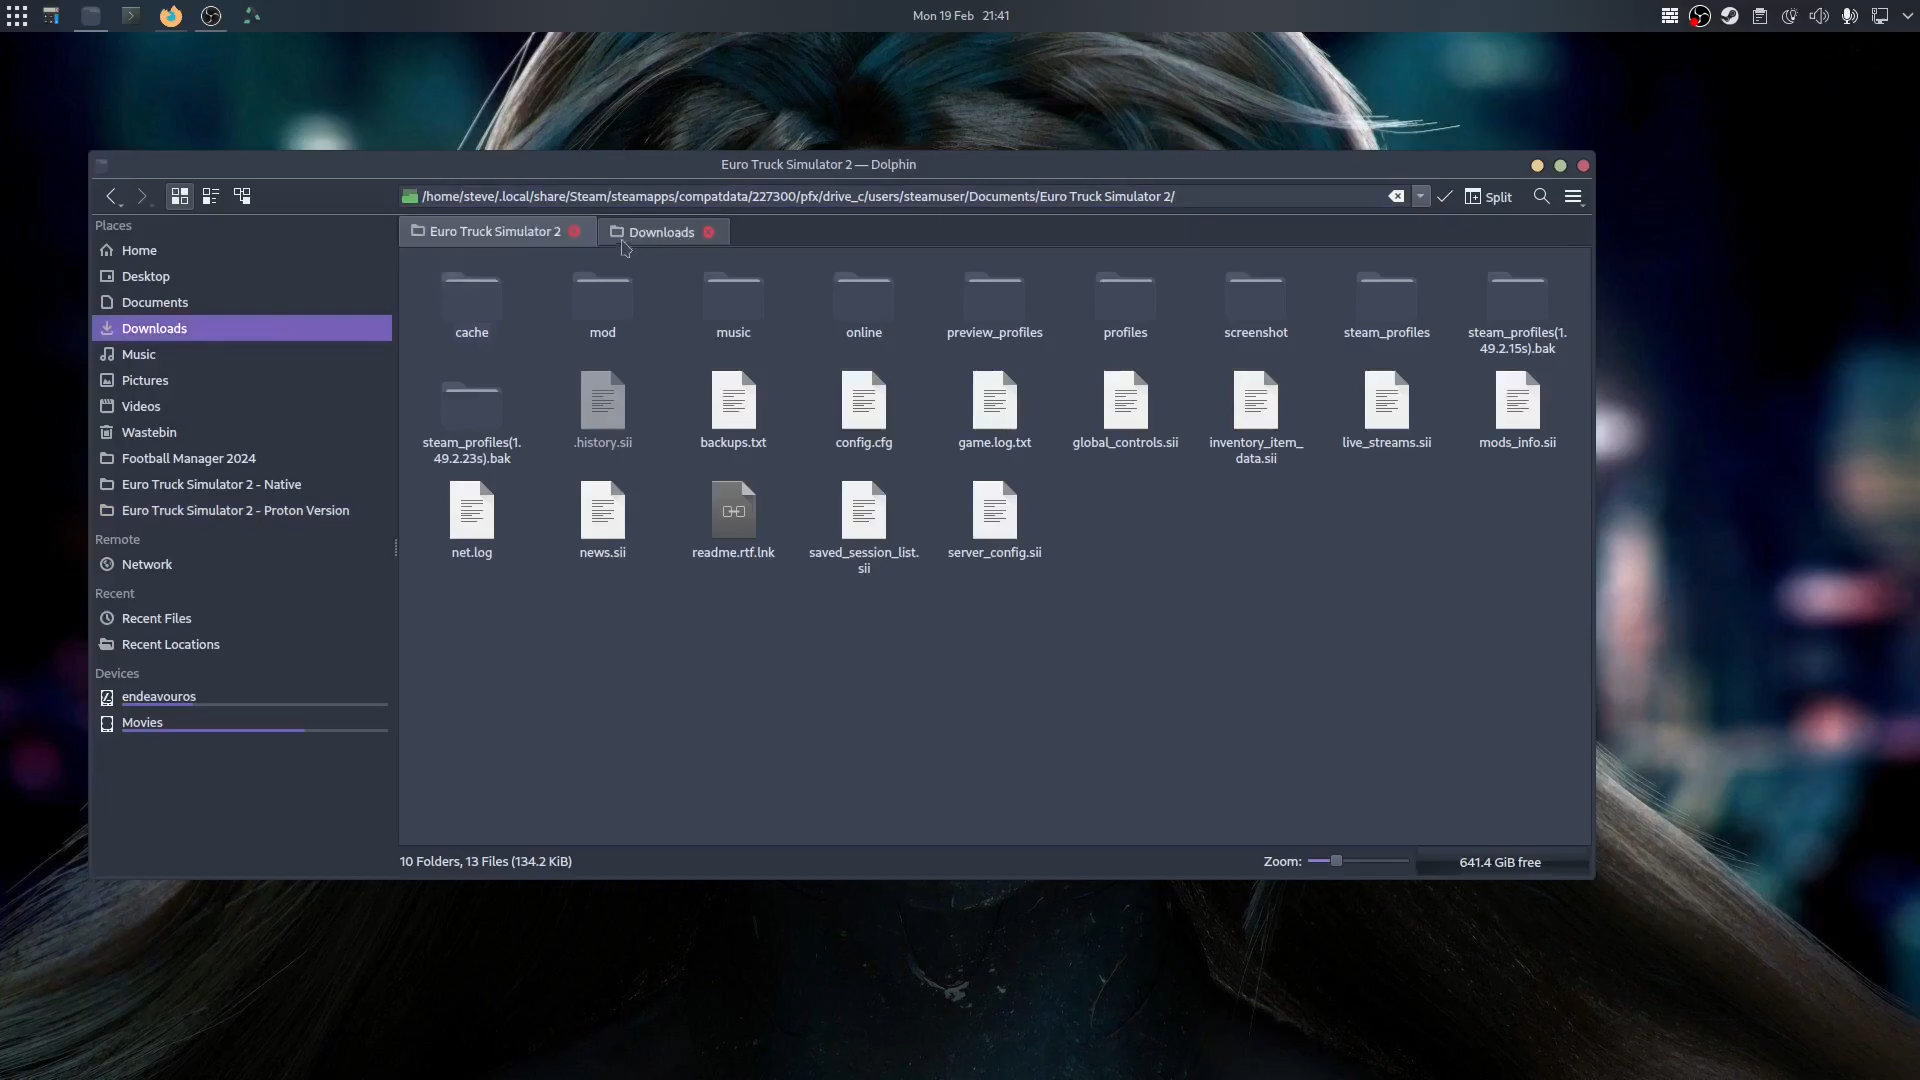 Mon 19 Feb 21:41
Euro Truck Simulator 2 — Dolphin
/home/steve/.local/share/Steam/steamapps/compatdata/227300/pfx/drive_c/users/steamuser/Documents/Euro Truck Simulator 2/
Split
Places
Home
Desktop
Documents
Downloads
Music
Pictures
Videos
Wastebin
Football Manager 2024
Euro Truck Simulator 2 - Native
Euro Truck Simulator 2 - Proton Version
Remote
Network
Recent
Recent Files
Recent Locations
Devices
endeavouros
Movies
Euro Truck Simulator 2
Downloads
cache
mod
music
online
preview_profiles
profiles
screenshot
steam_profiles
steam_profiles(1.
49.2.15s).bak
steam_profiles(1.
49.2.23s).bak
.history.sii
backups.txt
config.cfg
game.log.txt
global_controls.sii
inventory_item_
data.sii
live_streams.sii
mods_info.sii
net.log
news.sii
readme.rtf.lnk
saved_session_list.
sii
server_config.sii
10 Folders, 13 Files (134.2 KiB)
Zoom:
641.4 GiB free